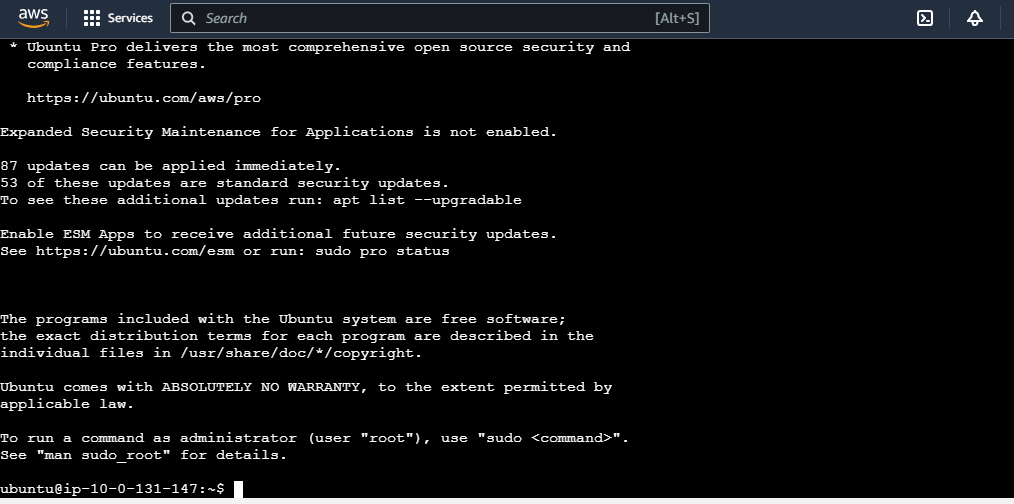 aws
Services
Search
[Alt+S]
* Ubuntu Pro delivers the most comprehensive open source security and
compliance features.
https://ubuntu.com/aws/pro
Expanded Security Maintenance for Applications is not enabled.
87 updates can be applied immediately.
53 of these updates are standard security updates.
To see these additional updates run: apt list --upgradable
Enable ESM Apps to receive additional future security updates.
See https://ubuntu.com/esm or run: sudo pro status
The programs included with the Ubuntu system are free software;
the exact distribution terms for each program are described in the
individual files in /usr/share/doc/*/copyright.
Ubuntu comes with ABSOLUTELY NO WARRANTY, to the extent permitted by
applicable law.
To run a command as administrator (user "root"), use "sudo <command>".
See "man sudo_root" for details.
ubuntu@ip-10-0-131-147:~$